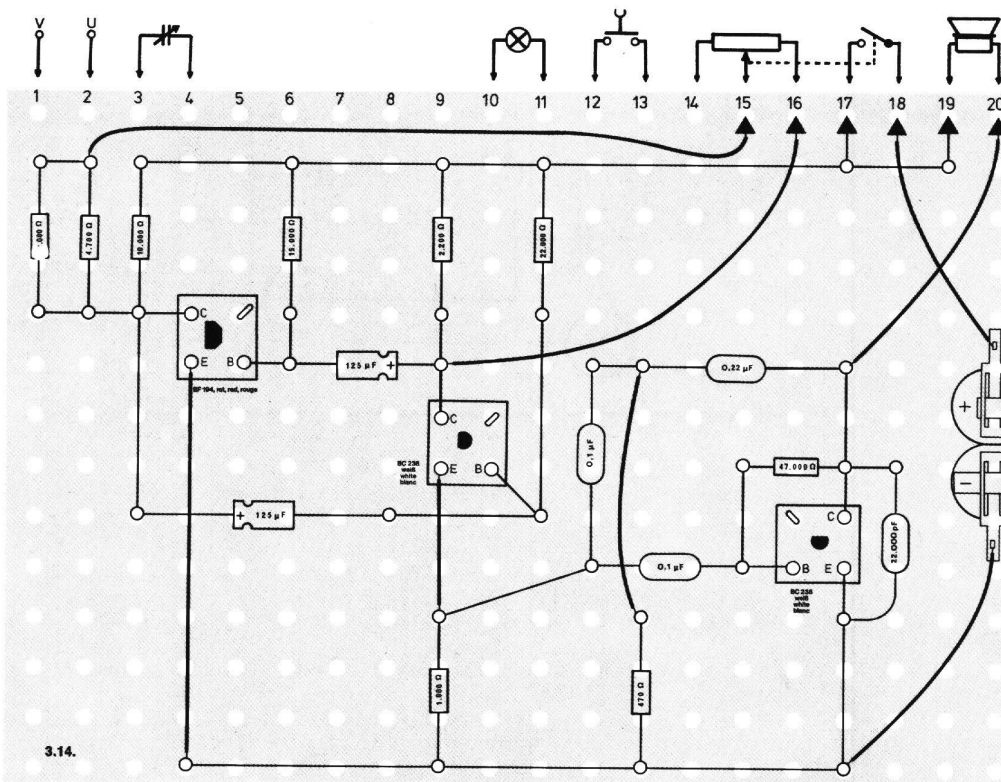 V U
1 2 3 4 5 6 7 8 9 10 11 12 13 14 15 16 17 18 19 20
4.700 Ω
10.000 Ω
15.000 Ω
2.200 Ω
22.000 Ω
C
E B
BF 194, rot, red, rouge
125 µF +
0,22 µF
C
E B
BC 238
weiß
white
blanc
0,1 µF
47.000 Ω
+
-
+ 125 µF
C
B E
22.000 pF
0,1 µF
BC 238
weiß
white
blanc
1.000 Ω
470 Ω
3.14.